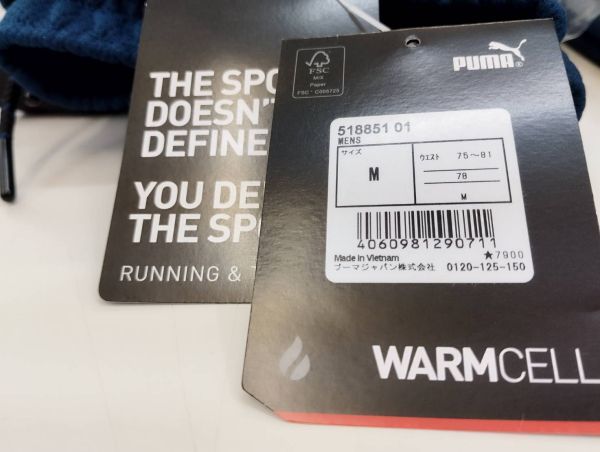 THE SPO
DOESN'T
DEFINE
YOU DE
THE SPO
RUNNING & T
FSC
MIX
Paper
FSC® C005725
PUMA®
518851 01
MENS
サイズ
M
ウエスト 75～81
78
M
4060981290711
Made in Vietnam
★7900
プーマジャパン株式会社 0120-125-150
WARMCELL